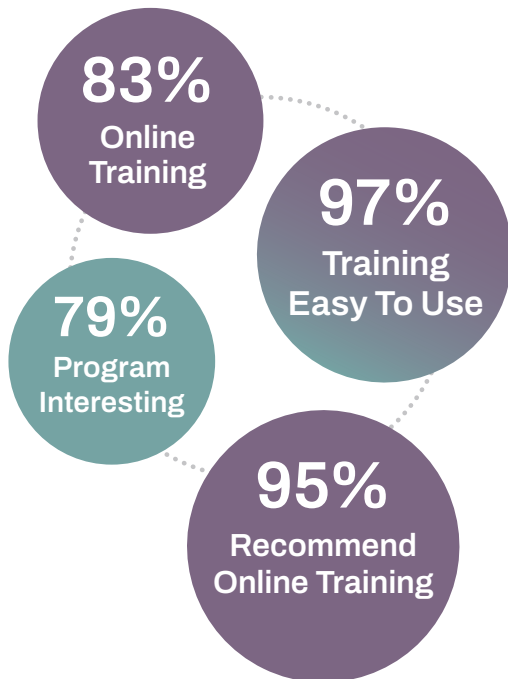 83%
Online
Training
97%
Training
Easy To Use
79%
Program
Interesting
95%
Recommend
Online Training